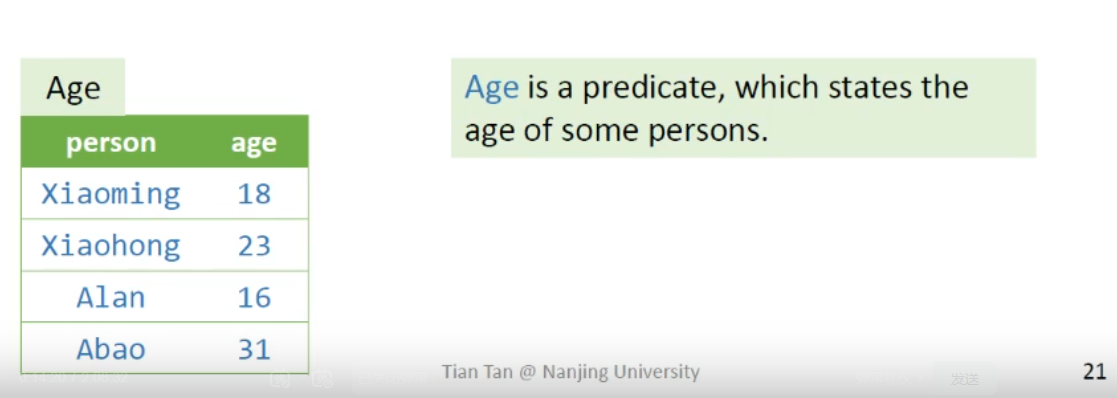 Age
person age
Xiaoming 18
Xiaohong 23
Alan 16
Abao 31
Age is a predicate, which states the
age of some persons.
Tian Tan @ Nanjing University
发送
21